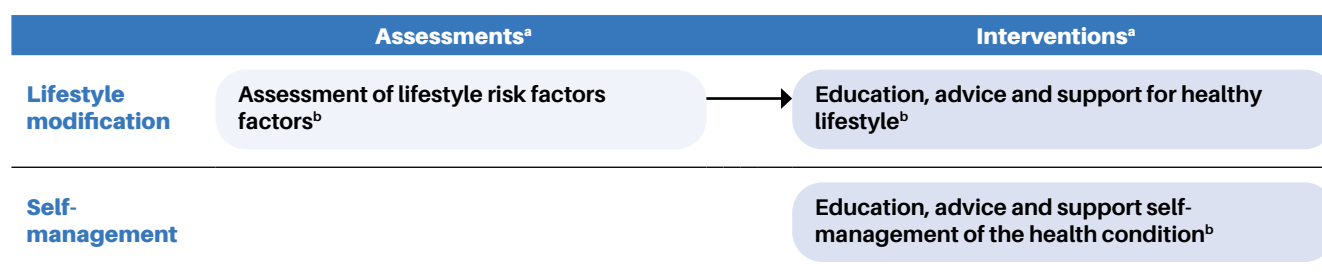 Assessmentsᵃ Interventionsᵃ
Lifestyle
modification
Assessment of lifestyle risk factors
factorsᵇ
Education, advice and support for healthy
lifestyleᵇ
Self-
management
Education, advice and support self-
management of the health conditionᵇ